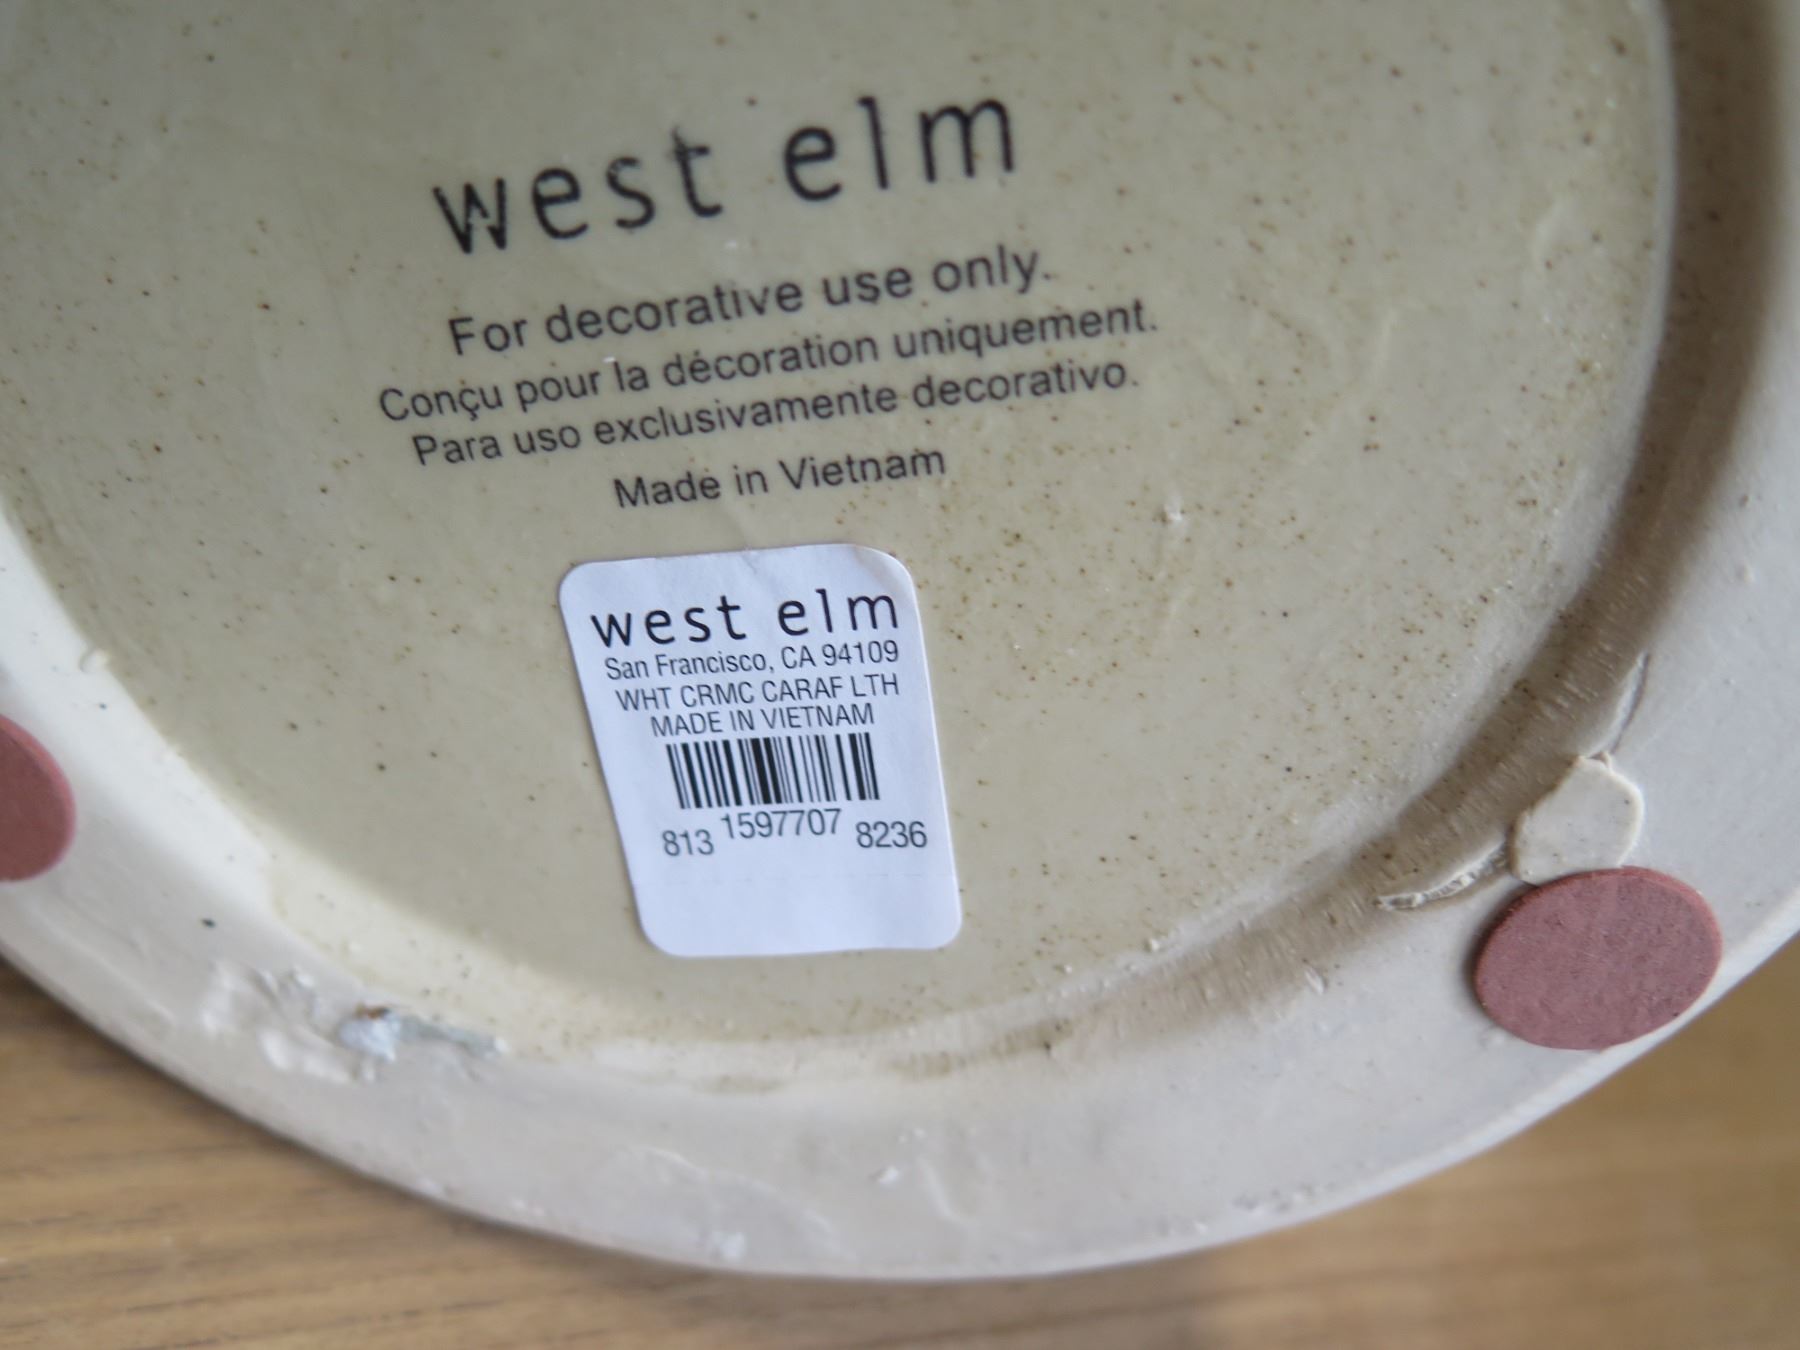 west elm
For decorative use only.
Conçu pour la décoration uniquement.
Para uso exclusivamente decorativo.
Made in Vietnam
west elm
San Francisco, CA 94109
WHT CRMC CARAF LTH
MADE IN VIETNAM
813 1597707 8236